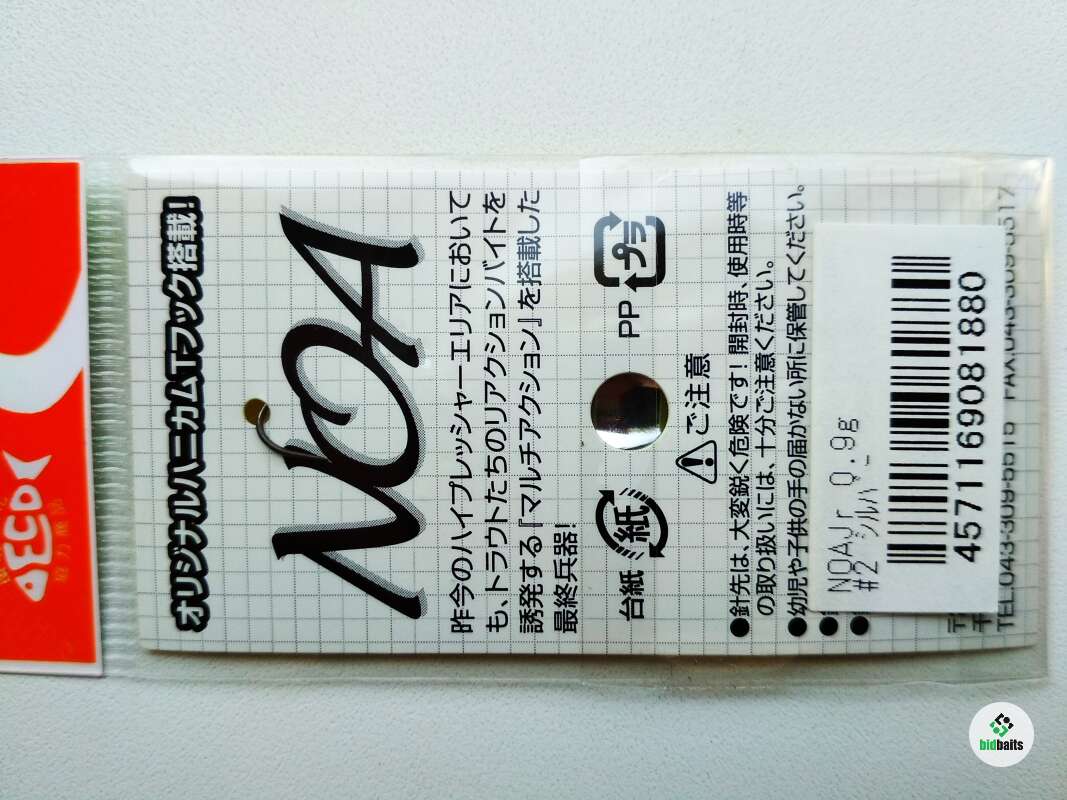 オリジナルハニカムTフック搭載!
NOA
昨今のハイプレッシャーエリアにおいて
も、トラウトたちのリアクションバイトを
誘発する『マルチアクション』を搭載した
最終兵器!
台紙 紙 PP プラ
ご注意
●針先は、大変鋭く危険です! 開封時、使用時等
の取り扱いには、十分ご注意ください。
●幼児や子供の手の届かない所に保管してください。
NOAJr 0.9g
#2 シルバー
4571169081880
TEL.043-309-5515 FAX.043-309-5517
bidbaits